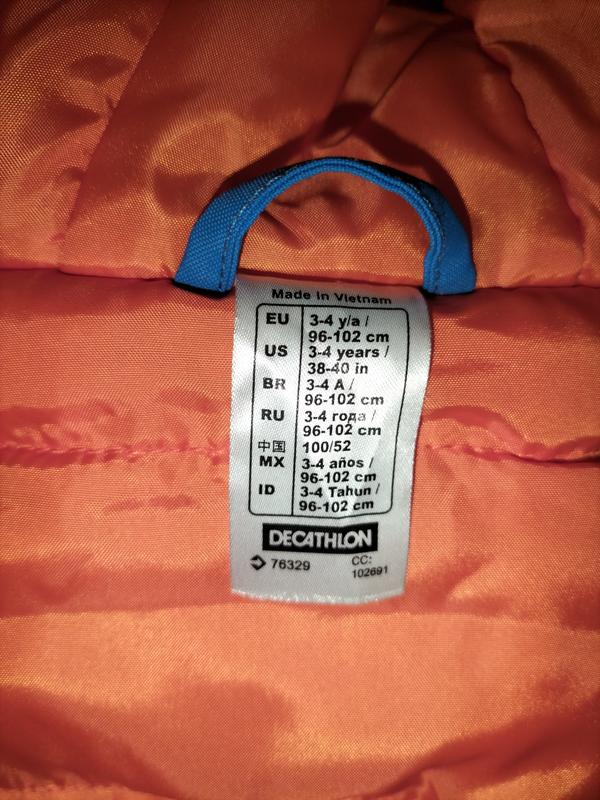 Made in Vietnam
EU 3-4 y/a /
96-102 cm
US 3-4 years /
38-40 in
BR 3-4 A /
96-102 cm
RU 3-4 года /
96-102 cm
中国 100/52
MX 3-4 años /
96-102 cm
ID 3-4 Tahun /
96-102 cm
DECATHLON
76329 CC:
102691